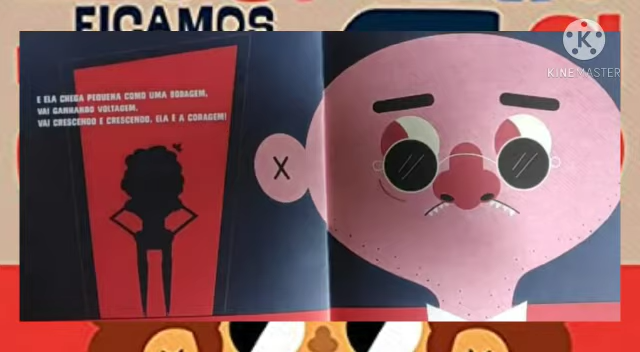 FICAMOS
KINEMASTER
E ELA CHEGA PEQUENA COMO UMA BOBAGEM,
VAI GANHANDO VOLTAGEM.
VAI CRESCENDO E CRESCENDO. ELA É A CORAGEM!
X